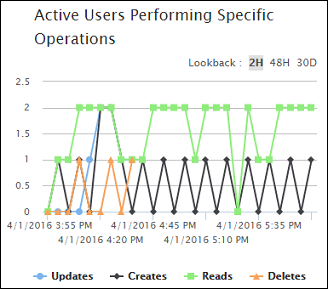 Active Users Performing Specific
Operations
Lookback : 2H 48H 30D
2.5
2
1.5
1
0.5
0
4/1/2016 3:55 PM 4/1/2016 4:45 PM 4/1/2016 5:35 PM
4/1/2016 4:20 PM 4/1/2016 5:10 PM
Updates Creates Reads Deletes